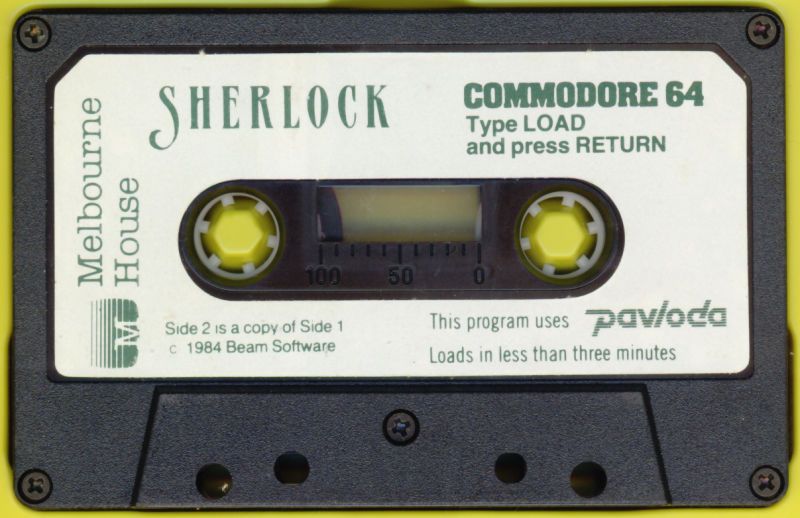 Melbourne
House
M
SHERLOCK
COMMODORE 64
Type LOAD
and press RETURN
100 50 0
Side 2 is a copy of Side 1
c 1984 Beam Software
This program uses pavloda
Loads in less than three minutes